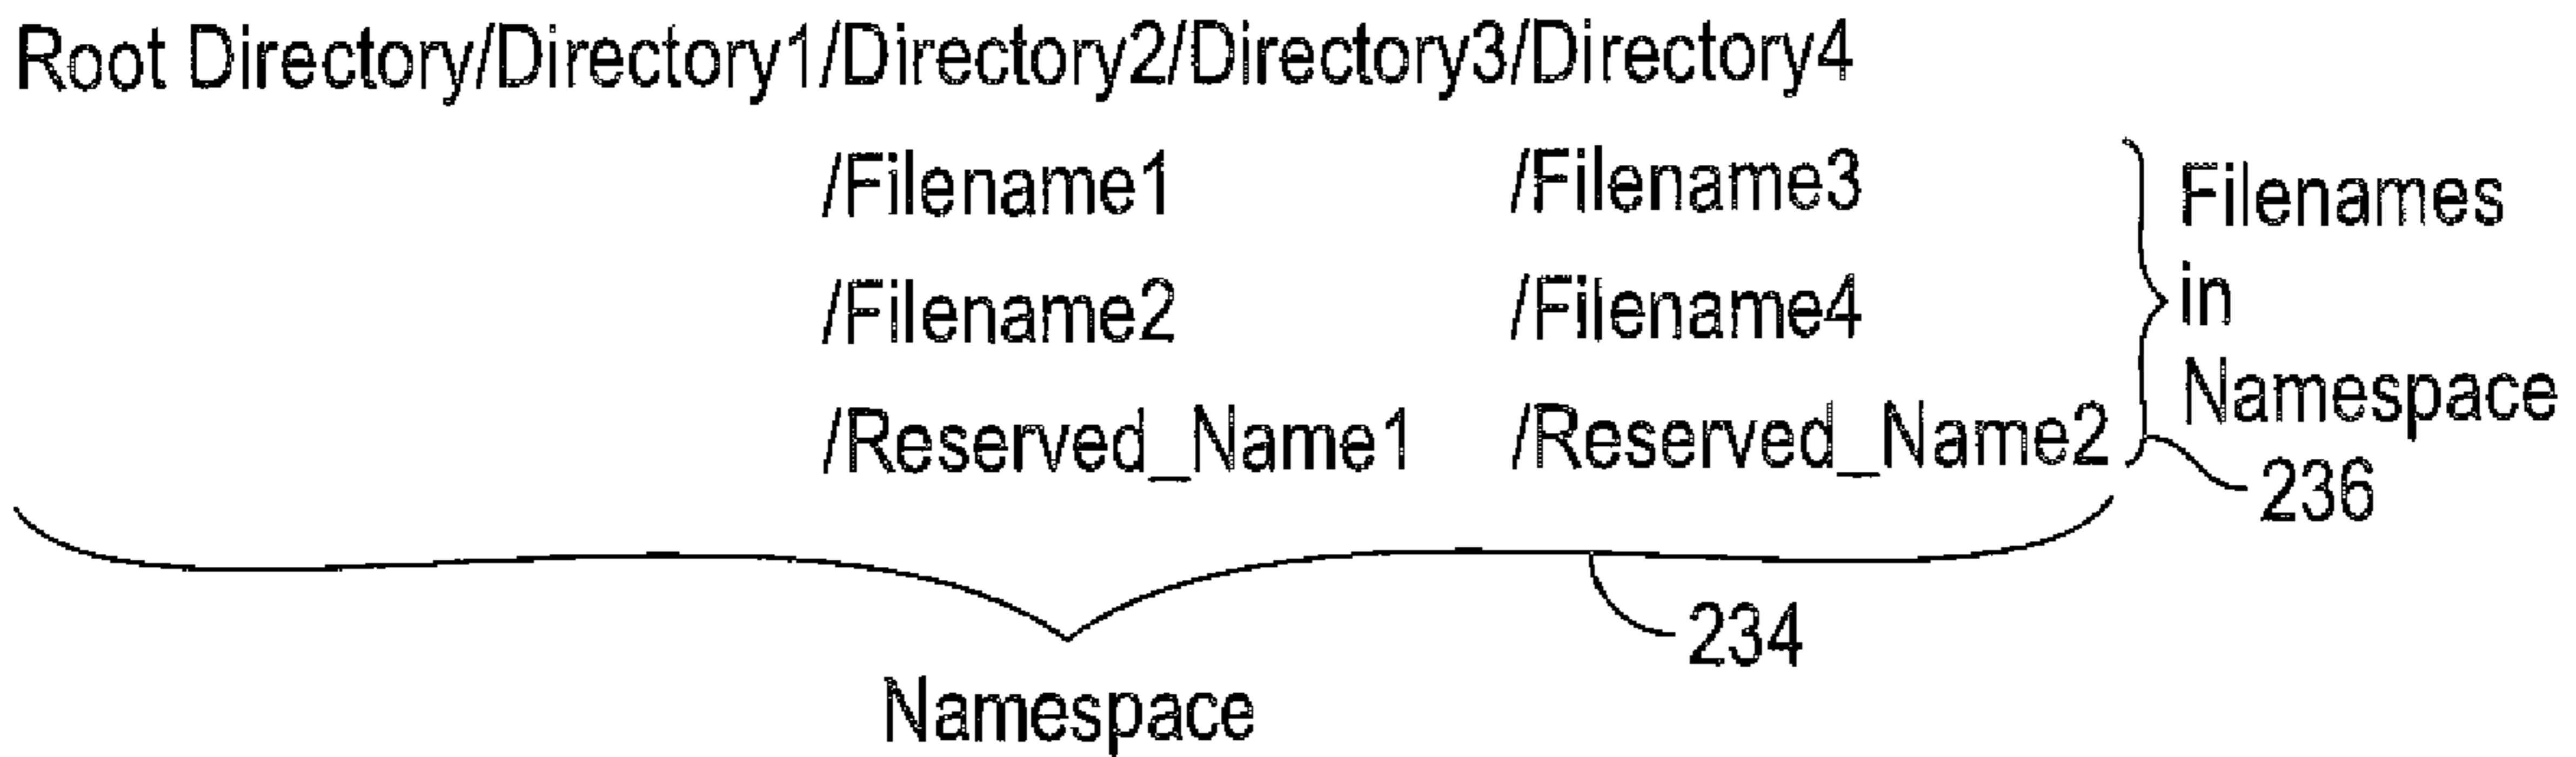 Root Directory/Directory1/Directory2/Directory3/Directory4
/Filename1 /Filename3
/Filename2 /Filename4
/Reserved_Name1 /Reserved_Name2
Filenames
in
Namespace
236
234
Namespace